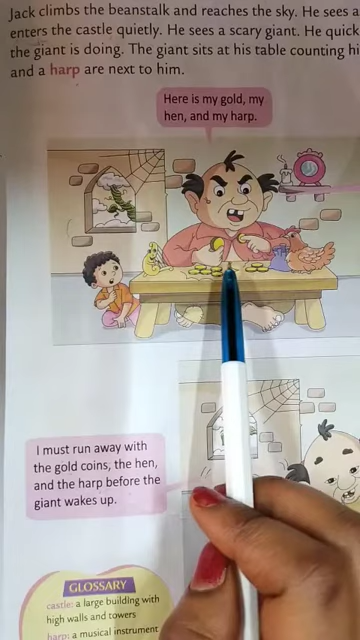 Jack climbs the beanstalk and reaches the sky. He sees a
enters the castle quietly. He sees a scary giant. He quick
the giant is doing. The giant sits at his table counting hi
and a harp are next to him.
Here is my gold, my
hen, and my harp.
I must run away with
the gold coins, the hen,
and the harp before the
giant wakes up.
GLOSSARY
castle: a large building with
high walls and towers
harp: a musical instrument